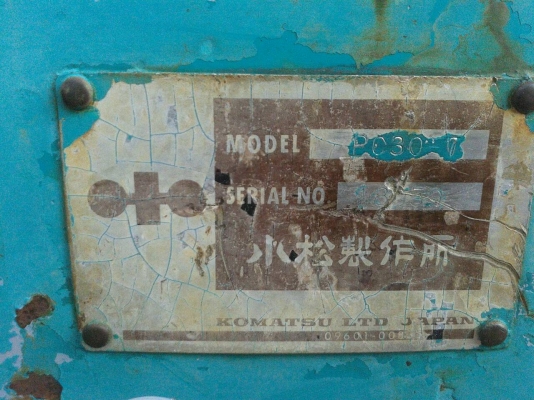 MODEL PC30-7
SERIAL NO
小松製作所
KOMATSU LTD JAPAN